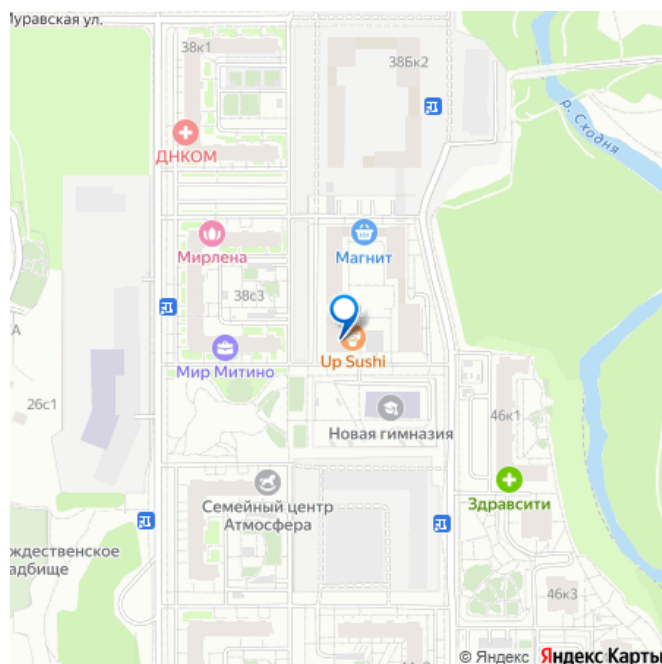 Муравская ул.
38к1
38Бк2
р. Сходня
ДНКОМ
Мирлена
Магнит
38с3
Up Sushi
Мир Митино
А
26с1
Новая гимназия
46к1
Семейный центр
Атмосфера
Здравсити
ждественское
адбище
46к3
© Яндекс Яндекс Карты